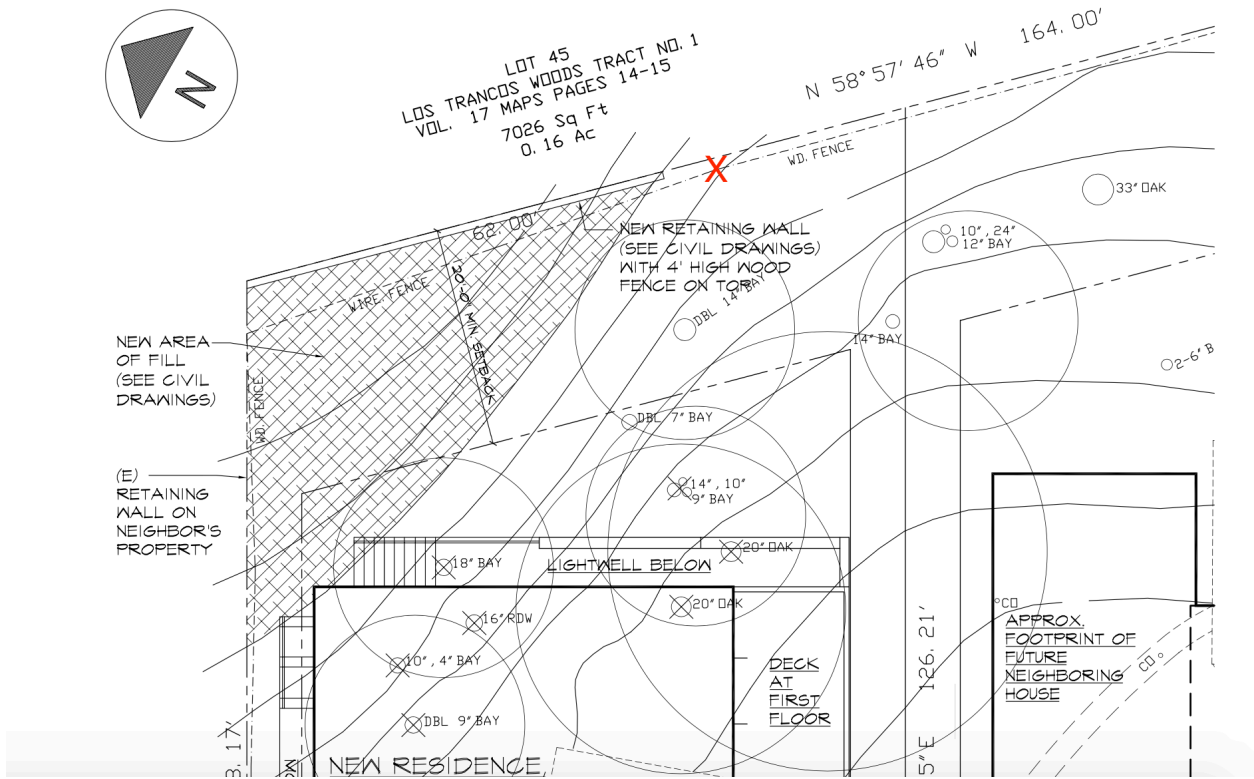 N
LOT 45
LOS TRANCOS WOODS TRACT NO. 1
VOL. 17 MAPS PAGES 14-15
7026 Sq Ft
0.16 Ac
N 58°57'46" W 164.00'
X
WD. FENCE
62.00'
NEW RETAINING WALL
(SEE CIVIL DRAWINGS)
WITH 4' HIGH WOOD
FENCE ON TOP
33" OAK
10", 24"
12" BAY
WIRE FENCE
20'-0" MIN. SETBACK
DBL 14" BAY
14" BAY
NEW AREA
OF FILL
(SEE CIVIL
DRAWINGS)
WD. FENCE
2-6" B
DBL 7" BAY
(E)
RETAINING
WALL ON
NEIGHBOR'S
PROPERTY
14", 10"
9" BAY
18" BAY
LIGHTWELL BELOW
20" OAK
20" OAK
16" RDW
10", 4" BAY
DBL 9" BAY
DECK
AT
FIRST
FLOOR
CO
APPROX.
FOOTPRINT OF
FUTURE
NEIGHBORING
HOUSE
CO
5"E 126.21'
8.17'
NEW RESIDENCE